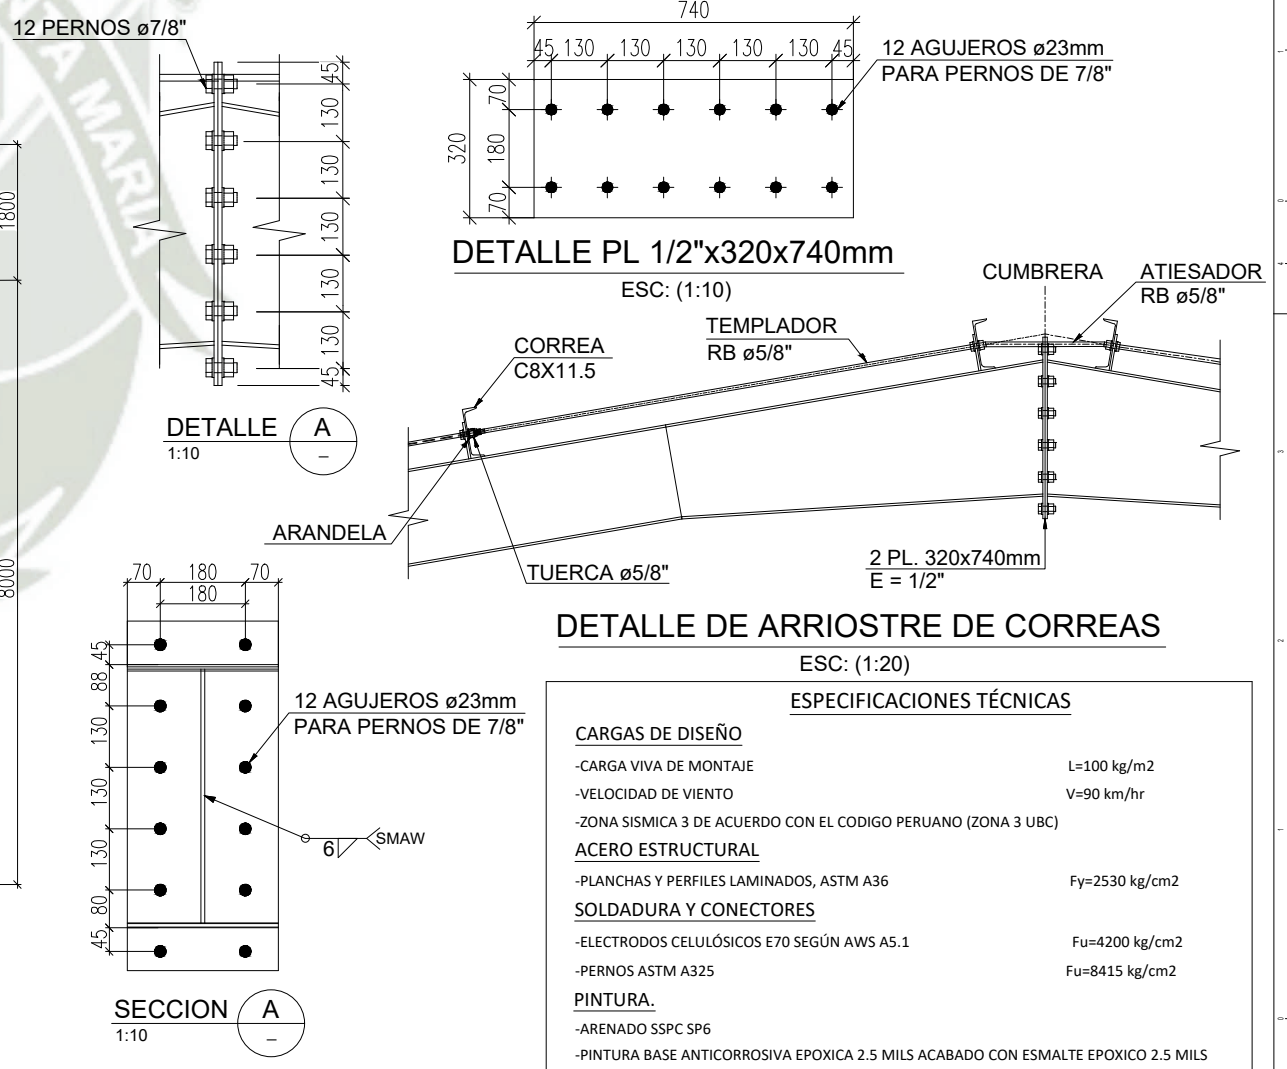 12 PERNOS ø7/8"
45
130
130
130
130
130
45
DETALLE
1:10
A
–
740
45
130
130
130
130
130
45
320
70
180
70
12 AGUJEROS ø23mm
PARA PERNOS DE 7/8"
DETALLE PL 1/2"x320x740mm
ESC: (1:10)
1800
8000
TA MARIA
CUMBRERA
ATIESADOR
RB ø5/8"
TEMPLADOR
RB ø5/8"
CORREA
C8X11.5
ARANDELA
TUERCA ø5/8"
2 PL. 320x740mm
E = 1/2"
DETALLE DE ARRIOSTRE DE CORREAS
ESC: (1:20)
70
180
70
180
45
88
130
130
130
80
45
12 AGUJEROS ø23mm
PARA PERNOS DE 7/8"
6
SMAW
SECCION
1:10
A
–
ESPECIFICACIONES TÉCNICAS
CARGAS DE DISEÑO
-CARGA VIVA DE MONTAJE L=100 kg/m2
-VELOCIDAD DE VIENTO V=90 km/hr
-ZONA SISMICA 3 DE ACUERDO CON EL CODIGO PERUANO (ZONA 3 UBC)
ACERO ESTRUCTURAL
-PLANCHAS Y PERFILES LAMINADOS, ASTM A36 Fy=2530 kg/cm2
SOLDADURA Y CONECTORES
-ELECTRODOS CELULÓSICOS E70 SEGÚN AWS A5.1 Fu=4200 kg/cm2
-PERNOS ASTM A325 Fu=8415 kg/cm2
PINTURA.
-ARENADO SSPC SP6
-PINTURA BASE ANTICORROSIVA EPOXICA 2.5 MILS ACABADO CON ESMALTE EPOXICO 2.5 MILS